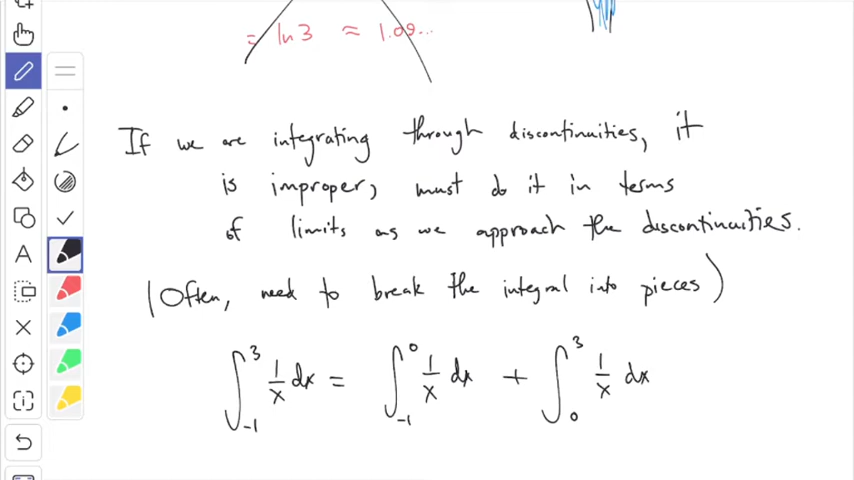 = ln 3 ≈ 1.09...
If we are integrating through discontinuities, it
is improper, must do it in terms
of limits as we approach the discontinuities.
(Often, need to break the integral into pieces)
∫_{-1}^{3} 1/x dx = ∫_{-1}^{0} 1/x dx + ∫_{0}^{3} 1/x dx